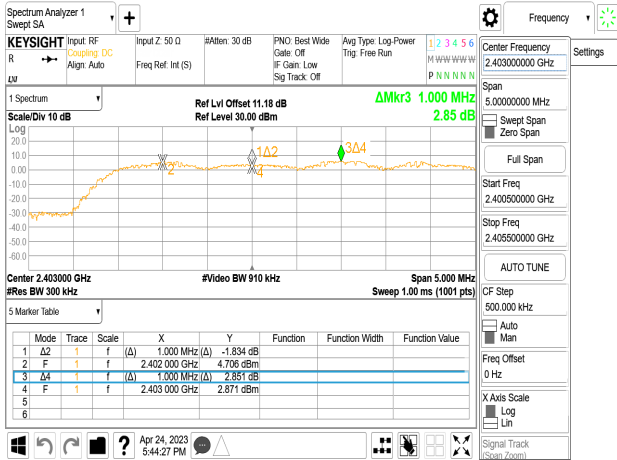 Spectrum Analyzer 1
Swept SA
Frequency
KEYSIGHT
R
Input: RF
Coupling: DC
Align: Auto
Input Z: 50 Ω
Freq Ref: Int (S)
#Atten: 30 dB
PNO: Best Wide
Gate: Off
IF Gain: Low
Sig Track: Off
Avg Type: Log-Power
Trig: Free Run
1 2 3 4 5 6
M W W W W W
P N N N N N
LXI
1 Spectrum
Scale/Div 10 dB
Log
Ref Lvl Offset 11.18 dB
Ref Level 30.00 dBm
ΔMkr3 1.000 MHz
2.85 dB
20.0
10.0
0.00
-10.0
-20.0
-30.0
-40.0
-50.0
-60.0
2
1Δ2
4
3Δ4
Center 2.403000 GHz
#Res BW 300 kHz
#Video BW 910 kHz
Span 5.000 MHz
Sweep 1.00 ms (1001 pts)
5 Marker Table
Mode Trace Scale X Y Function Function Width Function Value
1 Δ2 1 f (Δ) 1.000 MHz (Δ) -1.834 dB
2 F 1 f 2.402 000 GHz 4.706 dBm
3 Δ4 1 f (Δ) 1.000 MHz (Δ) 2.851 dB
4 F 1 f 2.403 000 GHz 2.871 dBm
5
6
Apr 24, 2023
5:44:27 PM
Center Frequency
2.403000000 GHz
Settings
Span
5.00000000 MHz
Swept Span
Zero Span
Full Span
Start Freq
2.400500000 GHz
Stop Freq
2.405500000 GHz
AUTO TUNE
CF Step
500.000 kHz
Auto
Man
Freq Offset
0 Hz
X Axis Scale
Log
Lin
Signal Track
(Span Zoom)